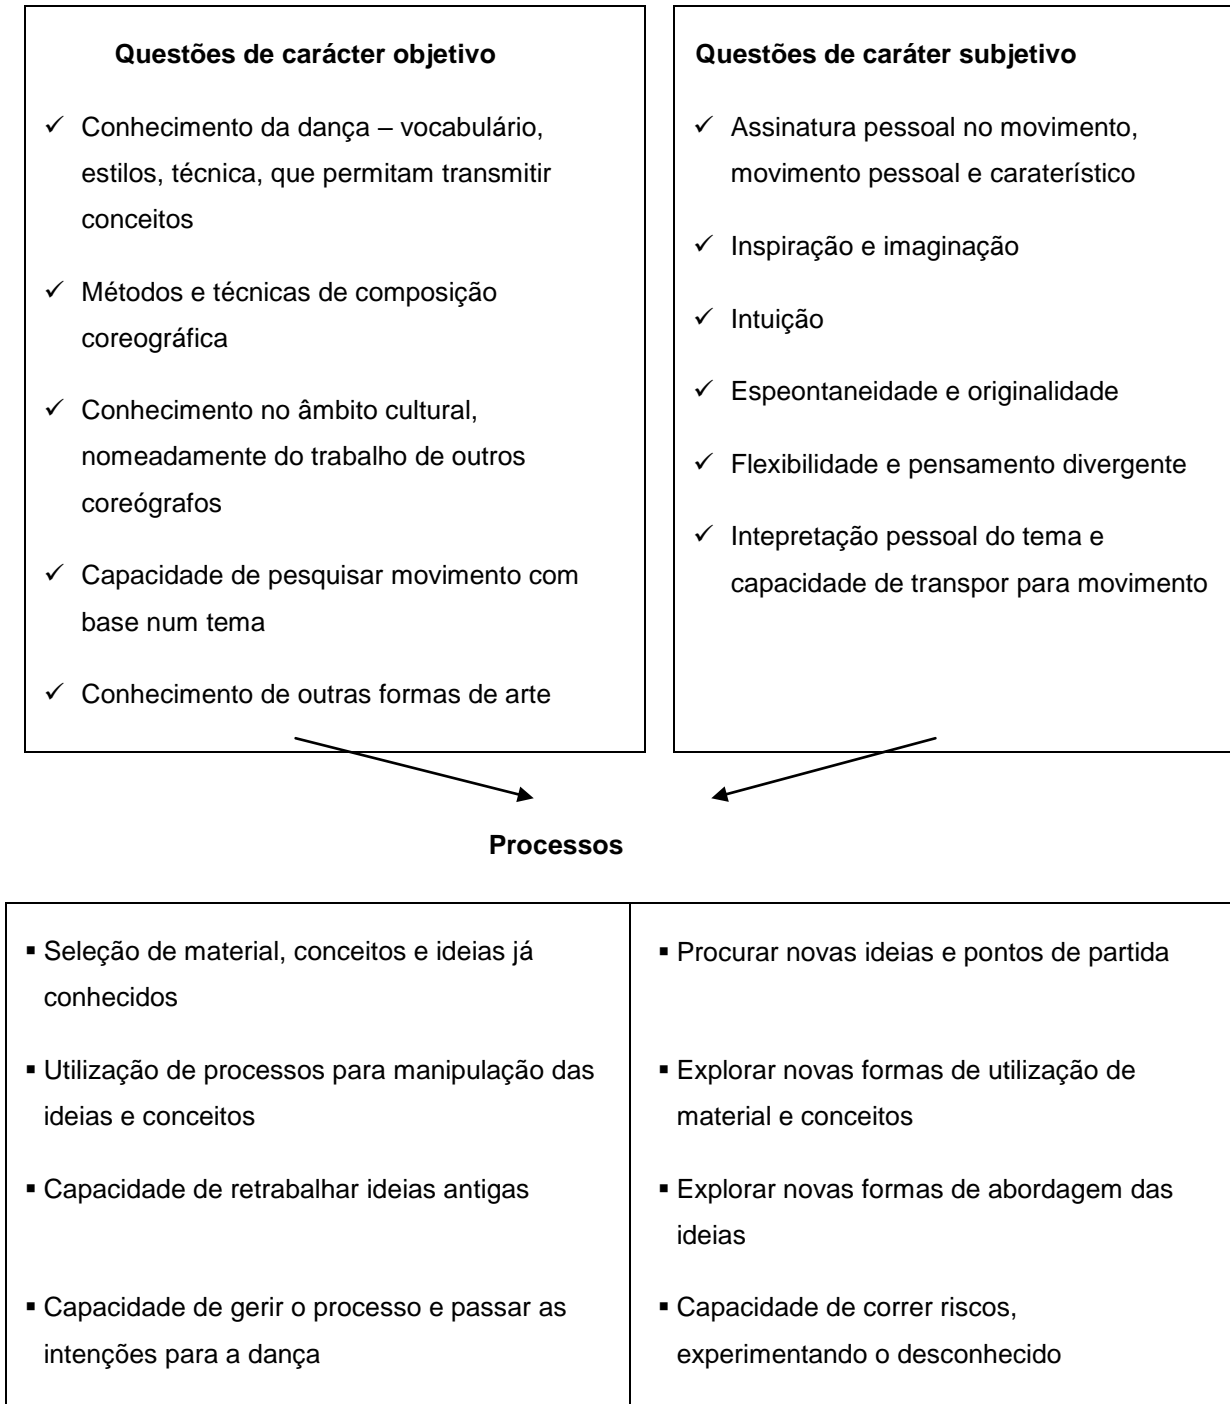 Questões de carácter objetivo
✓ Conhecimento da dança – vocabulário,
estilos, técnica, que permitam transmitir
conceitos
✓ Métodos e técnicas de composição
coreográfica
✓ Conhecimento no âmbito cultural,
nomeadamente do trabalho de outros
coreógrafos
✓ Capacidade de pesquisar movimento com
base num tema
✓ Conhecimento de outras formas de arte
Questões de caráter subjetivo
✓ Assinatura pessoal no movimento,
movimento pessoal e caraterístico
✓ Inspiração e imaginação
✓ Intuição
✓ Espeontaneidade e originalidade
✓ Flexibilidade e pensamento divergente
✓ Intepretação pessoal do tema e
capacidade de transpor para movimento
Processos
▪ Seleção de material, conceitos e ideias já
conhecidos
▪ Utilização de processos para manipulação das
ideias e conceitos
▪ Capacidade de retrabalhar ideias antigas
▪ Capacidade de gerir o processo e passar as
intenções para a dança
▪ Procurar novas ideias e pontos de partida
▪ Explorar novas formas de utilização de
material e conceitos
▪ Explorar novas formas de abordagem das
ideias
▪ Capacidade de correr riscos,
experimentando o desconhecido